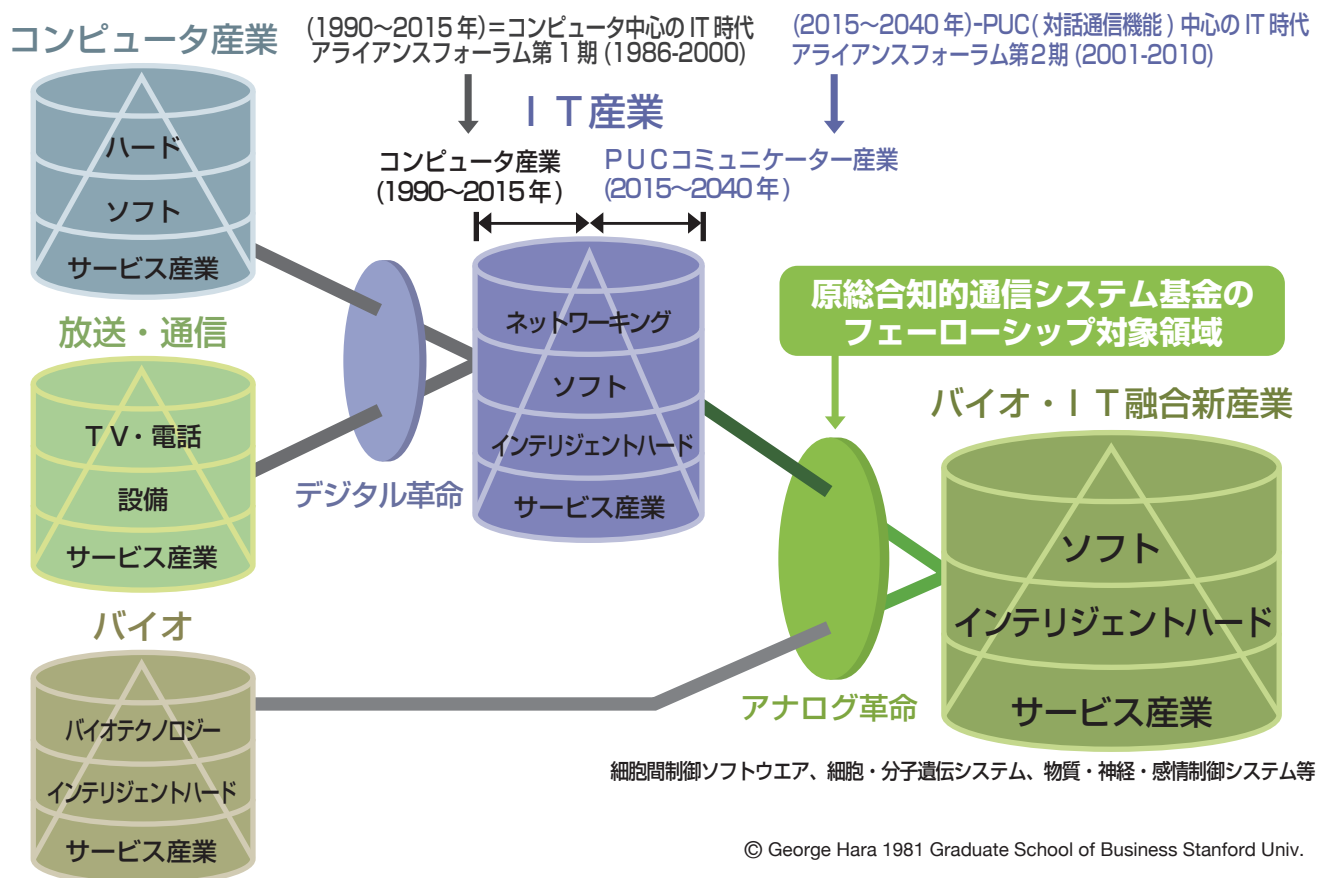 コンピュータ産業
(1990〜2015年)=コンピュータ中心のIT時代
アライアンスフォーラム第1期(1986-2000)
(2015〜2040年)-PUC(対話通信機能)中心のIT時代
アライアンスフォーラム第2期(2001-2010)
IT産業
コンピュータ産業
(1990〜2015年)
PUCコミュニケーター産業
(2015〜2040年)
ハード
ソフト
サービス産業
放送・通信
TV・電話
設備
サービス産業
デジタル革命
ネットワーキング
ソフト
インテリジェントハード
サービス産業
原総合知的通信システム基金の
フェーローシップ対象領域
バイオ・IT融合新産業
ソフト
インテリジェントハード
サービス産業
バイオ
バイオテクノロジー
インテリジェントハード
サービス産業
アナログ革命
細胞間制御ソフトウエア、細胞・分子遺伝システム、物質・神経・感情制御システム等
© George Hara 1981 Graduate School of Business Stanford Univ.